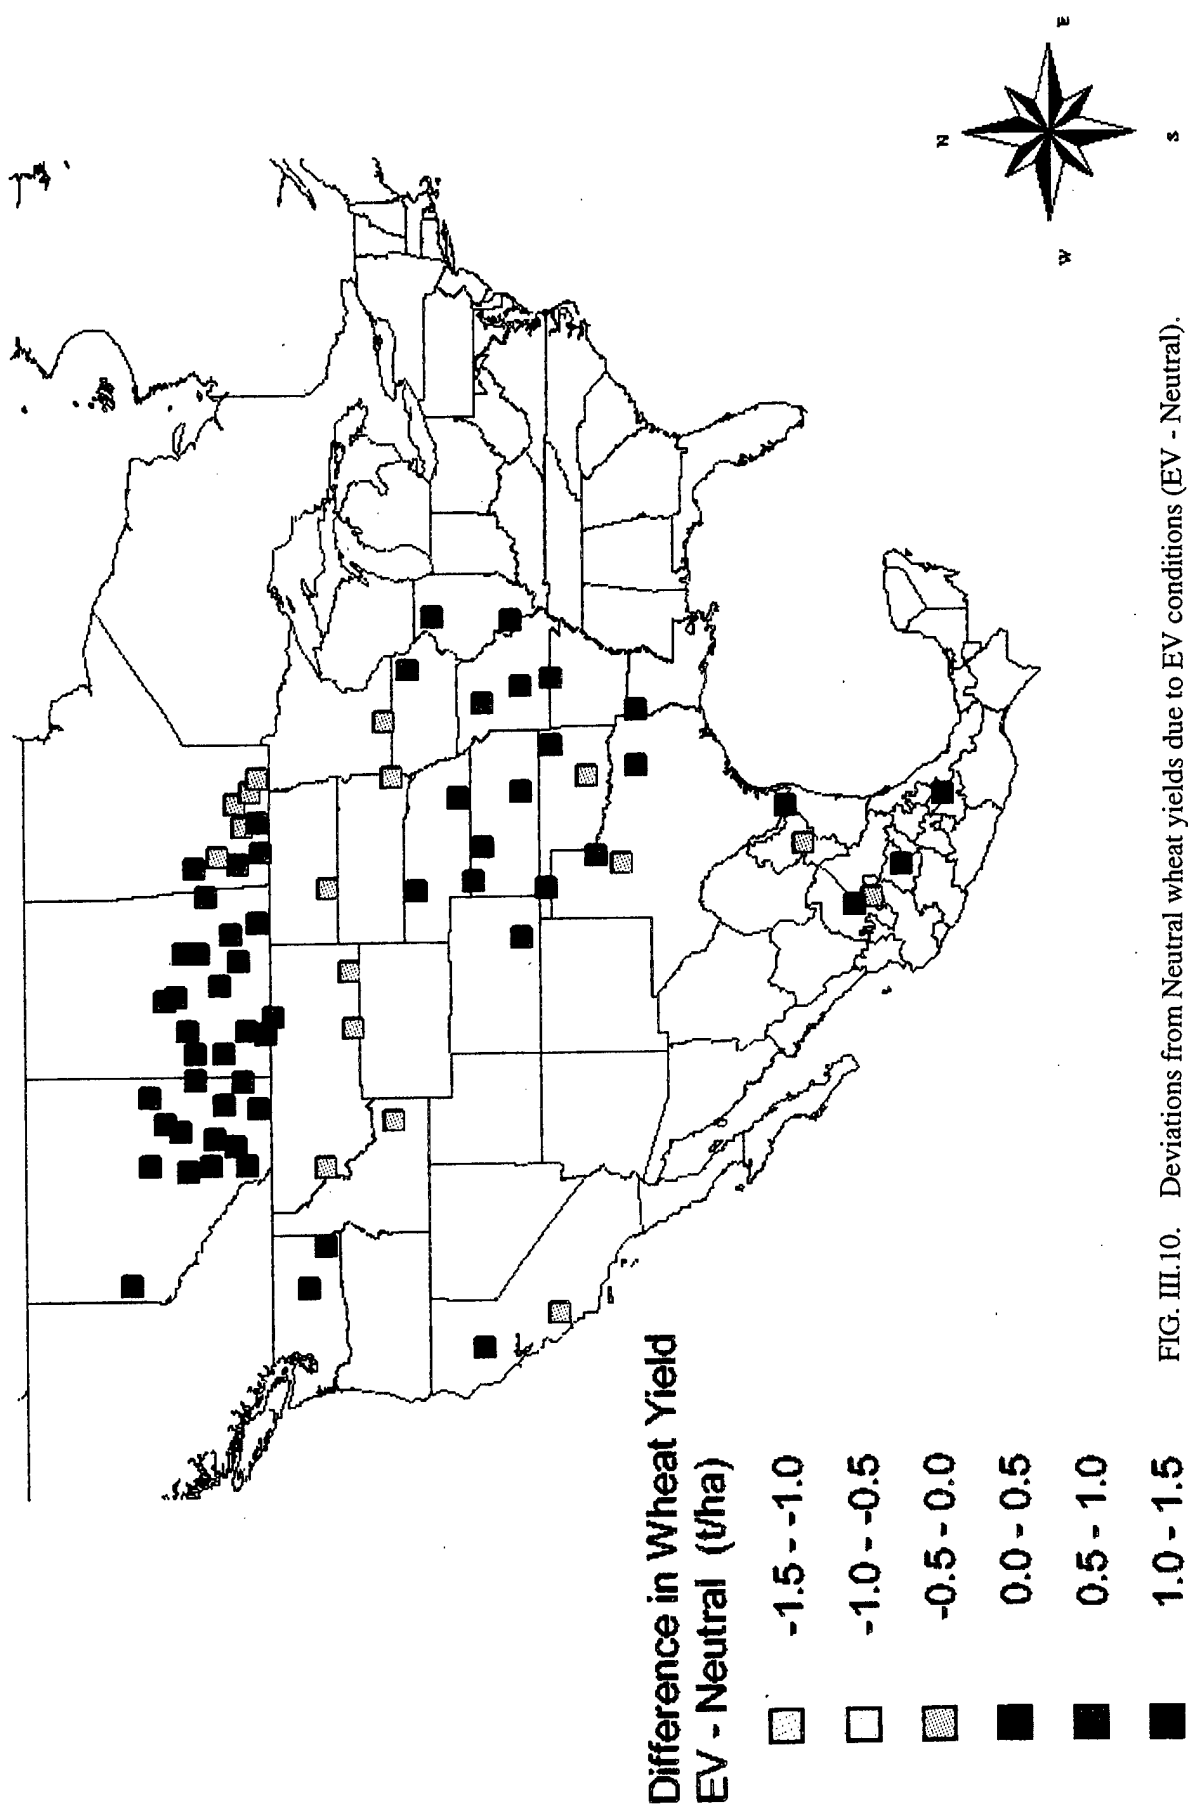 N
W
E
S
Difference in Wheat Yield
EV - Neutral (t/ha)
-1.5 - -1.0
-1.0 - -0.5
-0.5 - 0.0
0.0 - 0.5
0.5 - 1.0
1.0 - 1.5
FIG. III.10. Deviations from Neutral wheat yields due to EV conditions (EV - Neutral).